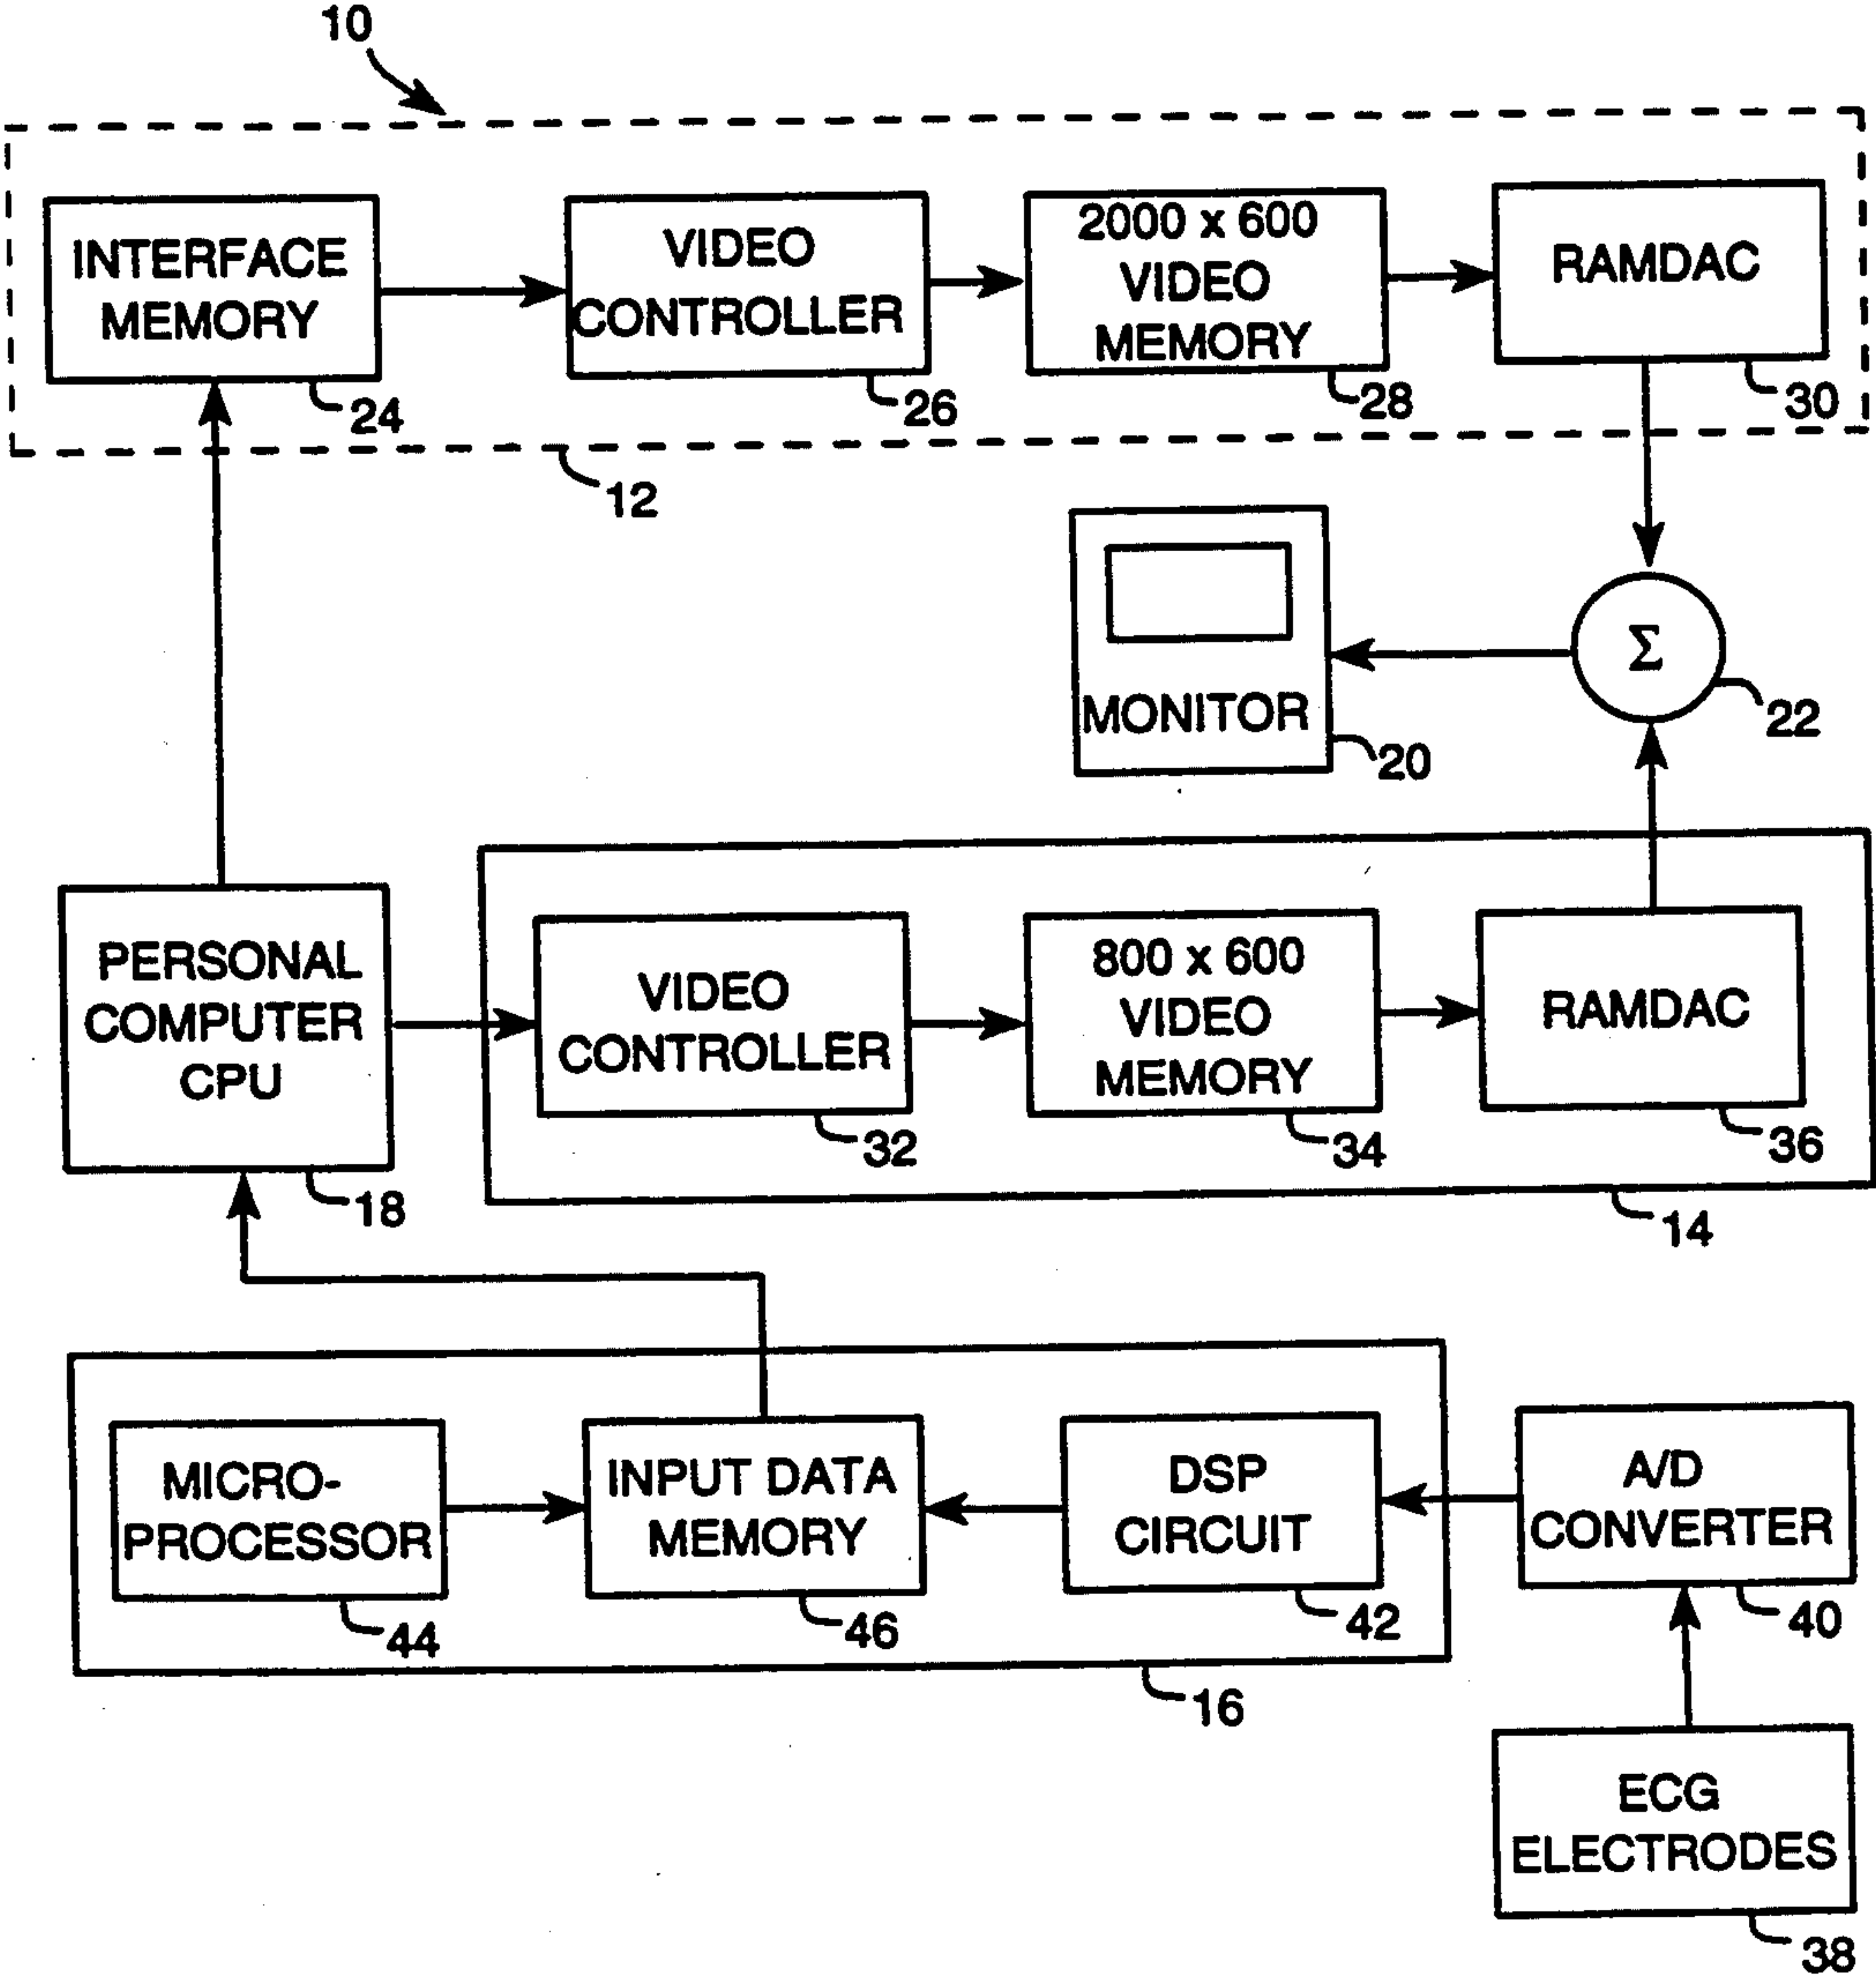 10
INTERFACE
MEMORY
24
VIDEO
CONTROLLER
26
2000 x 600
VIDEO
MEMORY
28
RAMDAC
30
12
MONITOR
20
Σ
22
PERSONAL
COMPUTER
CPU
18
VIDEO
CONTROLLER
32
800 x 600
VIDEO
MEMORY
34
RAMDAC
36
14
MICRO-
PROCESSOR
44
INPUT DATA
MEMORY
46
DSP
CIRCUIT
42
A/D
CONVERTER
40
16
ECG
ELECTRODES
38